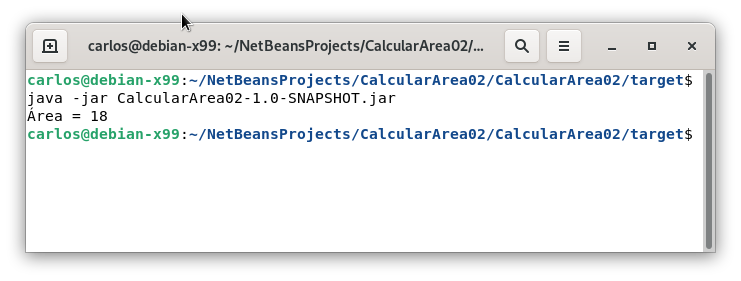 carlos@debian-x99: ~/NetBeansProjects/CalcularArea02/...
carlos@debian-x99:~/NetBeansProjects/CalcularArea02/CalcularArea02/target$
java -jar CalcularArea02-1.0-SNAPSHOT.jar
Área = 18
carlos@debian-x99:~/NetBeansProjects/CalcularArea02/CalcularArea02/target$